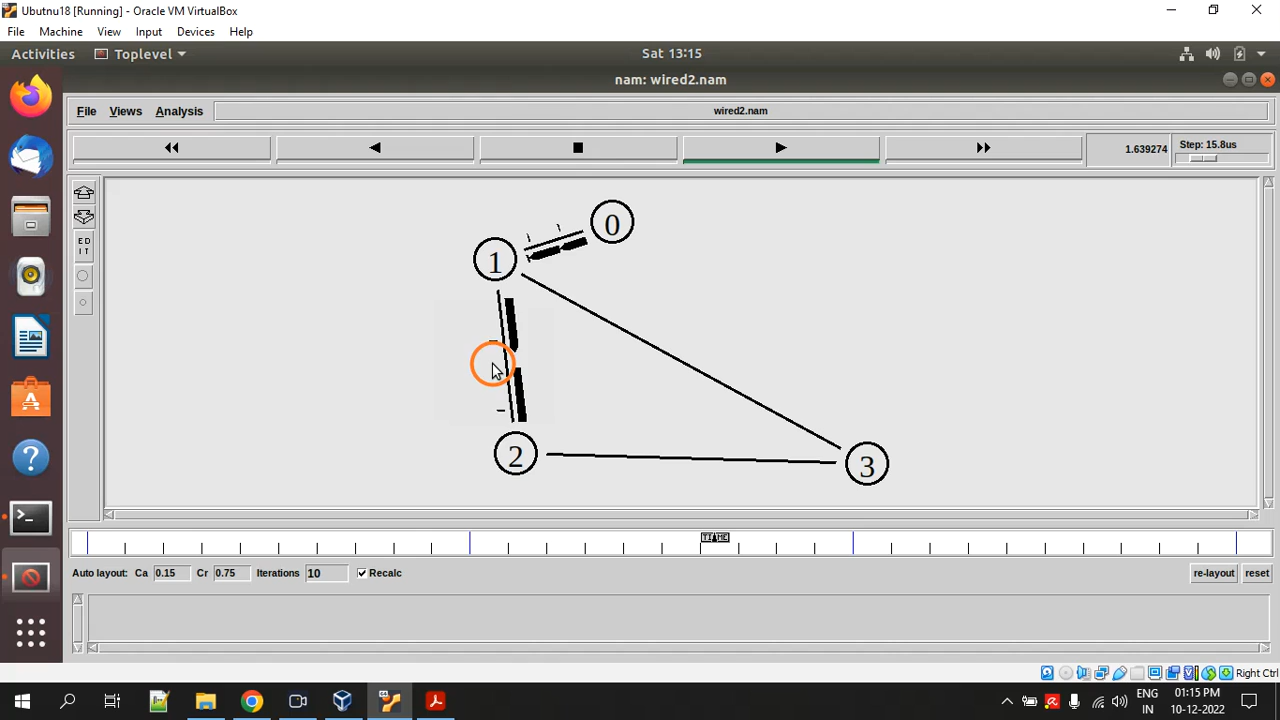 Ubutnu18 [Running] - Oracle VM VirtualBox
File Machine View Input Devices Help
Activities Toplevel Sat 13:15
nam: wired2.nam
File Views Analysis wired2.nam
1.639274 Step: 15.8us
ED
IT
0
1
2
3
TIME
Auto layout: Ca 0.15 Cr 0.75 Iterations 10 Recalc re-layout reset
Right Ctrl
ENG 01:15 PM
IN 10-12-2022